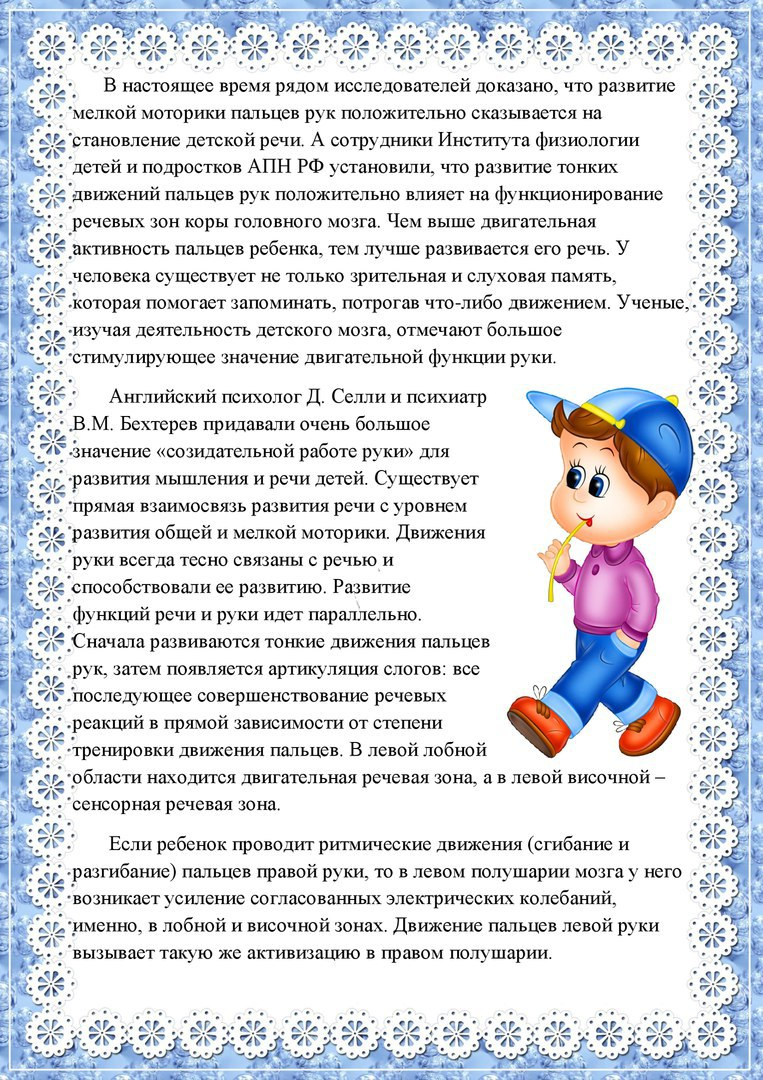 В настоящее время рядом исследователей доказано, что развитие
мелкой моторики пальцев рук положительно сказывается на
становление детской речи. А сотрудники Института физиологии
детей и подростков АПН РФ установили, что развитие тонких
движений пальцев рук положительно влияет на функционирование
речевых зон коры головного мозга. Чем выше двигательная
активность пальцев ребенка, тем лучше развивается его речь. У
человека существует не только зрительная и слуховая память,
которая помогает запоминать, потрогав что-либо движением. Ученые,
изучая деятельность детского мозга, отмечают большое
стимулирующее значение двигательной функции руки.
Английский психолог Д. Селли и психиатр
В.М. Бехтерев придавали очень большое
значение «созидательной работе руки» для
развития мышления и речи детей. Существует
прямая взаимосвязь развития речи с уровнем
развития общей и мелкой моторики. Движения
руки всегда тесно связаны с речью и
способствовали ее развитию. Развитие
функций речи и руки идет параллельно.
Сначала развиваются тонкие движения пальцев
рук, затем появляется артикуляция слогов: все
последующее совершенствование речевых
реакций в прямой зависимости от степени
тренировки движения пальцев. В левой лобной
области находится двигательная речевая зона, а в левой височной –
сенсорная речевая зона.
Если ребенок проводит ритмические движения (сгибание и
разгибание) пальцев правой руки, то в левом полушарии мозга у него
возникает усиление согласованных электрических колебаний,
именно, в лобной и височной зонах. Движение пальцев левой руки
вызывает такую же активизацию в правом полушарии.